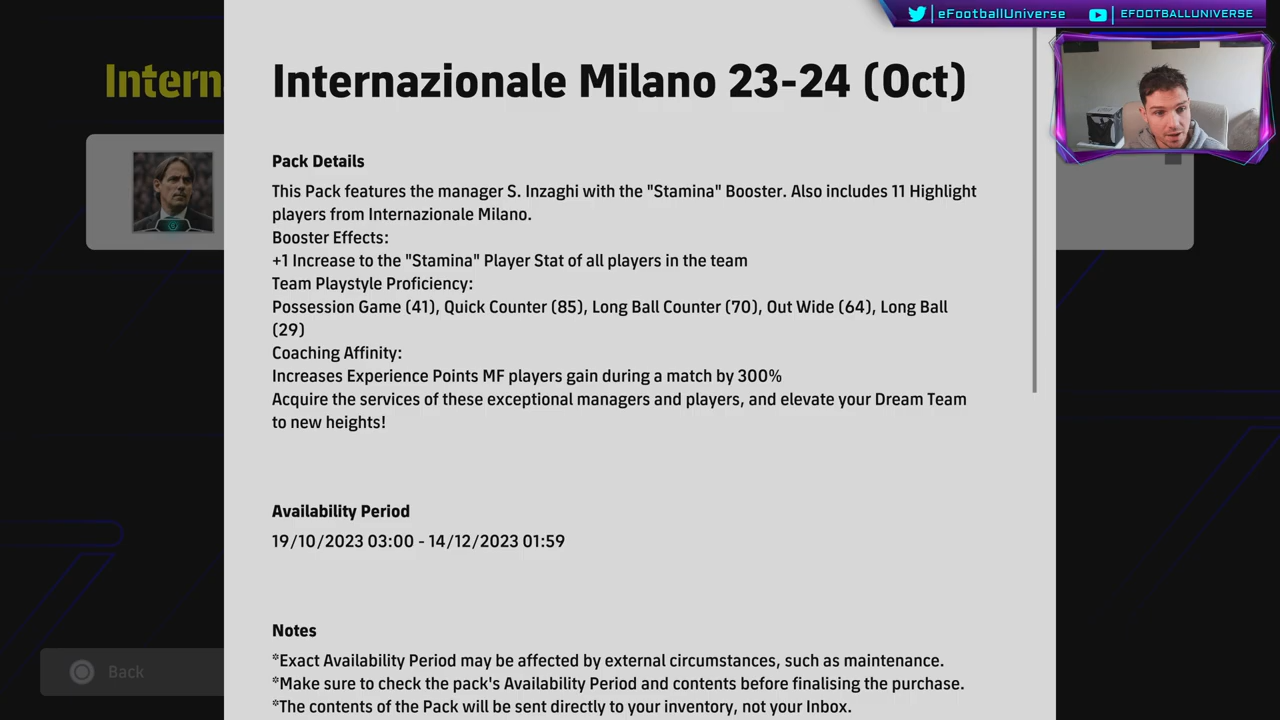 eFootballUniverse
EFOOTBALLUNIVERSE
Intern
Internazionale Milano 23-24 (Oct)
Pack Details
This Pack features the manager S. Inzaghi with the "Stamina" Booster. Also includes 11 Highlight
players from Internazionale Milano.
Booster Effects:
+1 Increase to the "Stamina" Player Stat of all players in the team
Team Playstyle Proficiency:
Possession Game (41), Quick Counter (85), Long Ball Counter (70), Out Wide (64), Long Ball
(29)
Coaching Affinity:
Increases Experience Points MF players gain during a match by 300%
Acquire the services of these exceptional managers and players, and elevate your Dream Team
to new heights!
Availability Period
19/10/2023 03:00 - 14/12/2023 01:59
Notes
*Exact Availability Period may be affected by external circumstances, such as maintenance.
*Make sure to check the pack's Availability Period and contents before finalising the purchase.
*The contents of the Pack will be sent directly to your inventory, not your Inbox.
Back